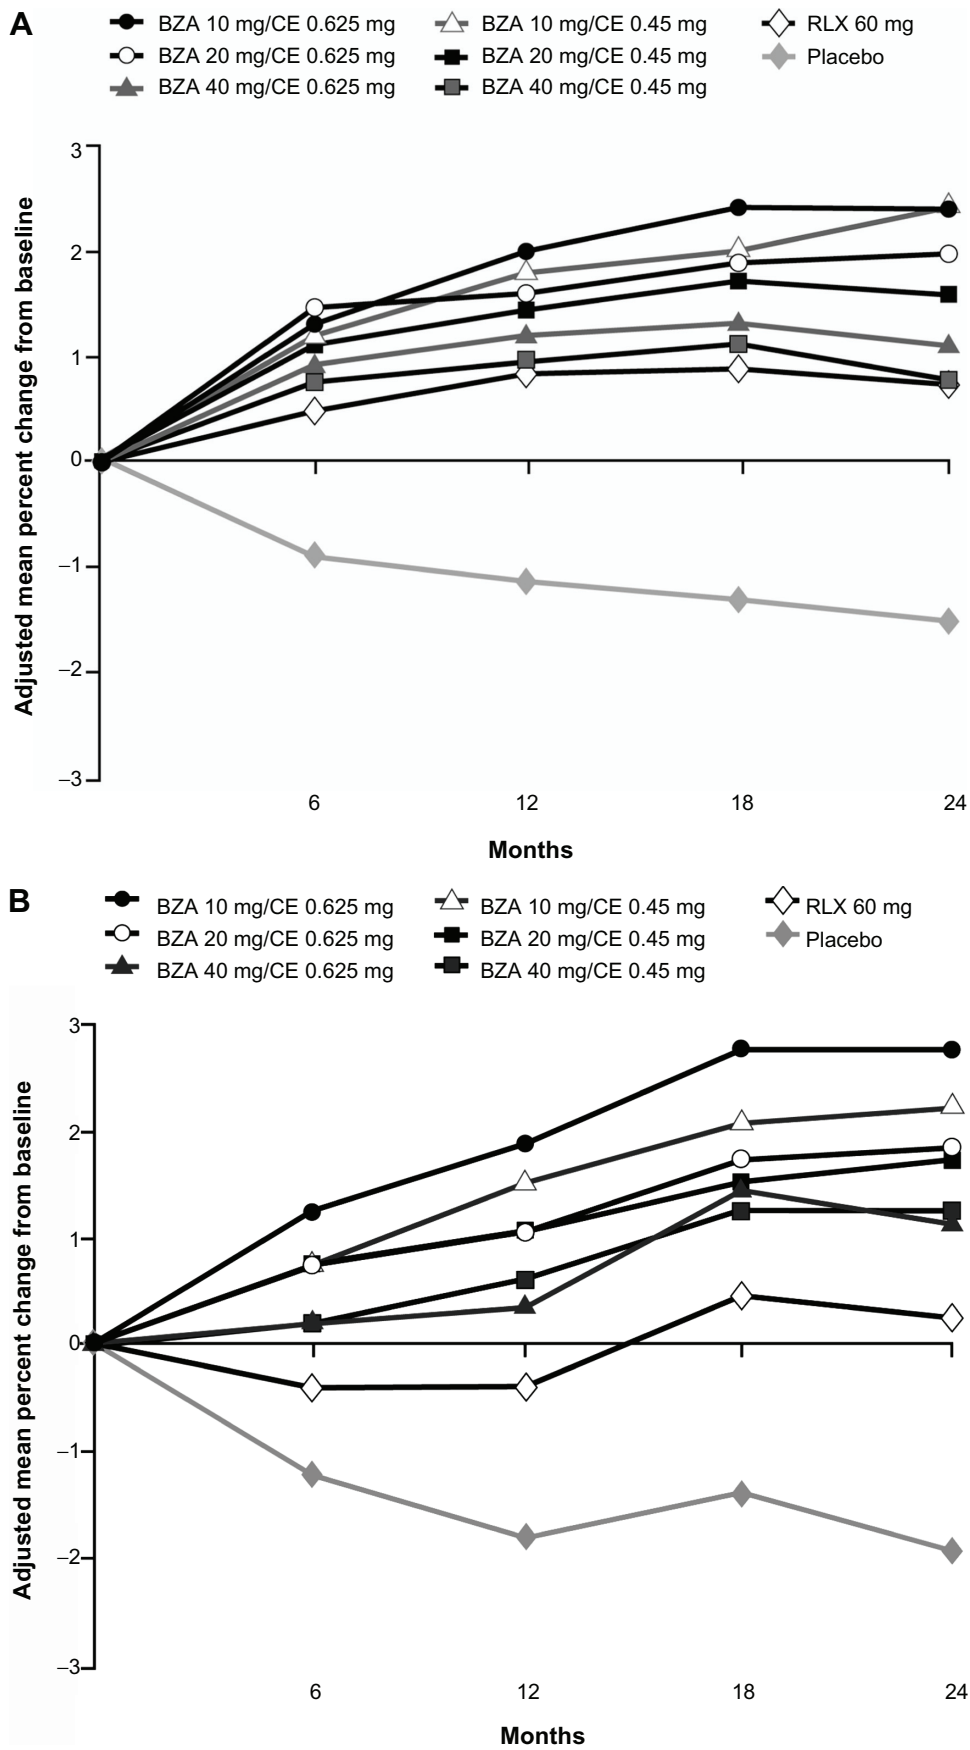 A
BZA 10 mg/CE 0.625 mg
BZA 10 mg/CE 0.45 mg
RLX 60 mg
BZA 20 mg/CE 0.625 mg
BZA 20 mg/CE 0.45 mg
Placebo
BZA 40 mg/CE 0.625 mg
BZA 40 mg/CE 0.45 mg
Adjusted mean percent change from baseline
3
2
1
0
−1
−2
−3
6
12
18
24
Months
B
BZA 10 mg/CE 0.625 mg
BZA 10 mg/CE 0.45 mg
RLX 60 mg
BZA 20 mg/CE 0.625 mg
BZA 20 mg/CE 0.45 mg
Placebo
BZA 40 mg/CE 0.625 mg
BZA 40 mg/CE 0.45 mg
Adjusted mean percent change from baseline
3
2
1
0
−1
−2
−3
6
12
18
24
Months